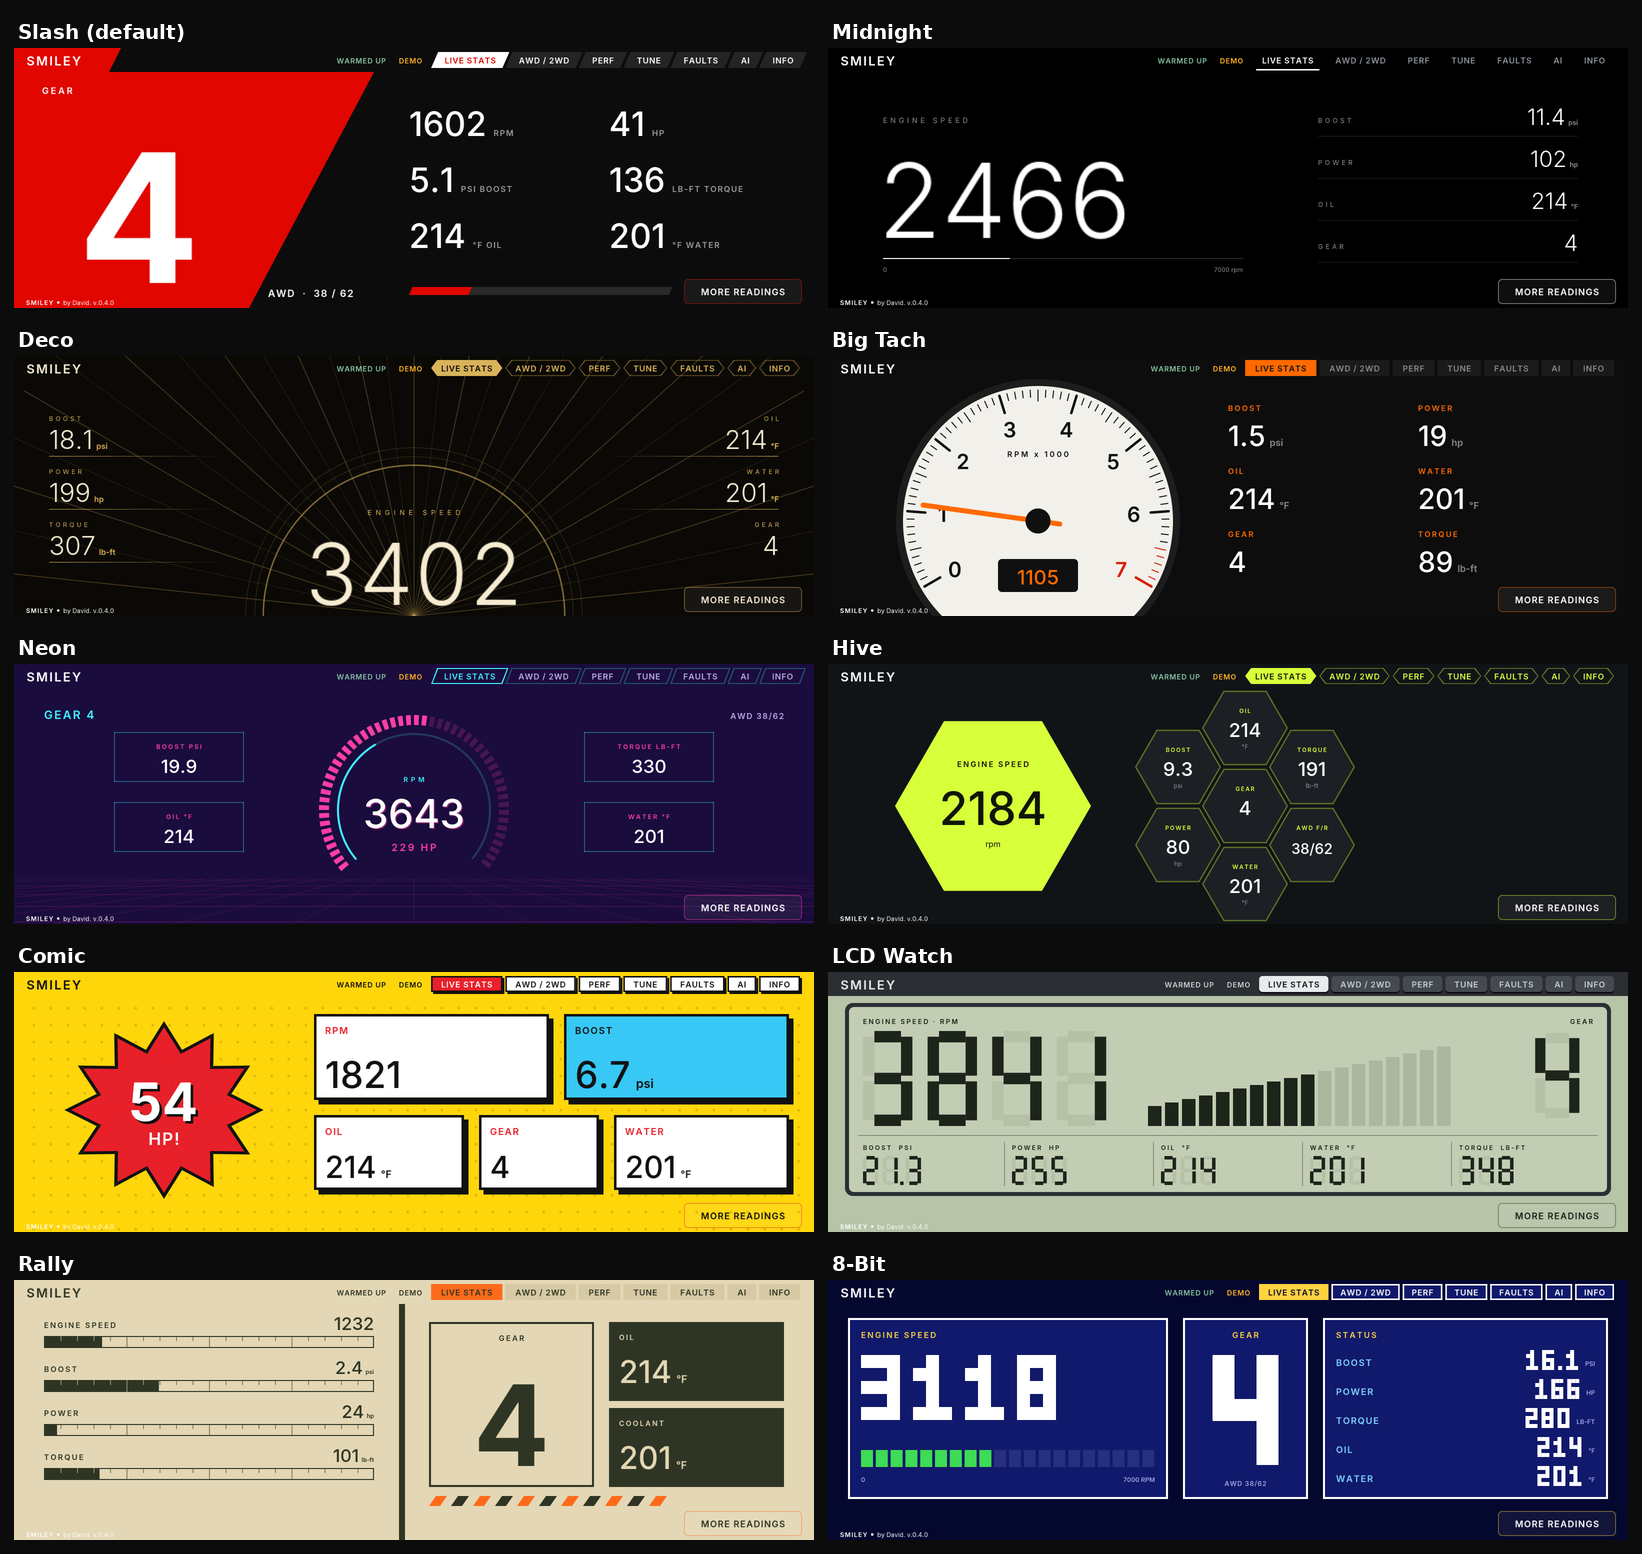 Slash (default)
SMILEY WARMED UP DEMO LIVE STATS AWD / 2WD PERF TUNE FAULTS AI INFO
GEAR
4
1602 RPM 41 HP
5.1 PSI BOOST 136 LB-FT TORQUE
214 °F OIL 201 °F WATER
AWD · 38 / 62
MORE READINGS
SMILEY • by David. v.0.4.0
Midnight
SMILEY WARMED UP DEMO LIVE STATS AWD / 2WD PERF TUNE FAULTS AI INFO
ENGINE SPEED
2466
0 7000 rpm
BOOST 11.4 psi
POWER 102 hp
OIL 214 °F
GEAR 4
MORE READINGS
SMILEY • by David. v.0.4.0
Deco
SMILEY WARMED UP DEMO LIVE STATS AWD / 2WD PERF TUNE FAULTS AI INFO
BOOST
18.1 psi
POWER
199 hp
TORQUE
307 lb-ft
ENGINE SPEED
3402
OIL
214 °F
WATER
201 °F
GEAR
4
MORE READINGS
SMILEY • by David. v.0.4.0
Big Tach
SMILEY WARMED UP DEMO LIVE STATS AWD / 2WD PERF TUNE FAULTS AI INFO
0 1 2 3 4 5 6 7
RPM x 1000
1105
BOOST POWER
1.5 psi 19 hp
OIL WATER
214 °F 201 °F
GEAR TORQUE
4 89 lb-ft
MORE READINGS
SMILEY • by David. v.0.4.0
Neon
SMILEY WARMED UP DEMO LIVE STATS AWD / 2WD PERF TUNE FAULTS AI INFO
GEAR 4
AWD 38/62
BOOST PSI
19.9
OIL °F
214
RPM
3643
229 HP
TORQUE LB-FT
330
WATER °F
201
MORE READINGS
SMILEY • by David. v.0.4.0
Hive
SMILEY WARMED UP DEMO LIVE STATS AWD / 2WD PERF TUNE FAULTS AI INFO
ENGINE SPEED
2184
rpm
OIL
214
°F
BOOST
9.3
psi
TORQUE
191
lb-ft
GEAR
4
POWER
80
hp
AWD F/R
38/62
WATER
201
°F
MORE READINGS
SMILEY • by David. v.0.4.0
Comic
SMILEY WARMED UP DEMO LIVE STATS AWD / 2WD PERF TUNE FAULTS AI INFO
54
HP!
RPM
1821
BOOST
6.7 psi
OIL
214 °F
GEAR
4
WATER
201 °F
MORE READINGS
SMILEY • by David. v.0.4.0
LCD Watch
SMILEY WARMED UP DEMO LIVE STATS AWD / 2WD PERF TUNE FAULTS AI INFO
ENGINE SPEED · RPM GEAR
3841 4
BOOST PSI POWER HP OIL °F WATER °F TORQUE LB-FT
21.3 255 214 201 348
MORE READINGS
SMILEY • by David. v.0.4.0
Rally
SMILEY WARMED UP DEMO LIVE STATS AWD / 2WD PERF TUNE FAULTS AI INFO
ENGINE SPEED 1232
BOOST 2.4 psi
POWER 24 hp
TORQUE 101 lb-ft
GEAR
4
OIL
214 °F
COOLANT
201 °F
MORE READINGS
SMILEY • by David. v.0.4.0
8-Bit
SMILEY WARMED UP DEMO LIVE STATS AWD / 2WD PERF TUNE FAULTS AI INFO
ENGINE SPEED
3118
0 7000 RPM
GEAR
4
AWD 38/62
STATUS
BOOST 16.1 PSI
POWER 166 HP
TORQUE 280 LB-FT
OIL 214 °F
WATER 201 °F
MORE READINGS
SMILEY • by David. v.0.4.0